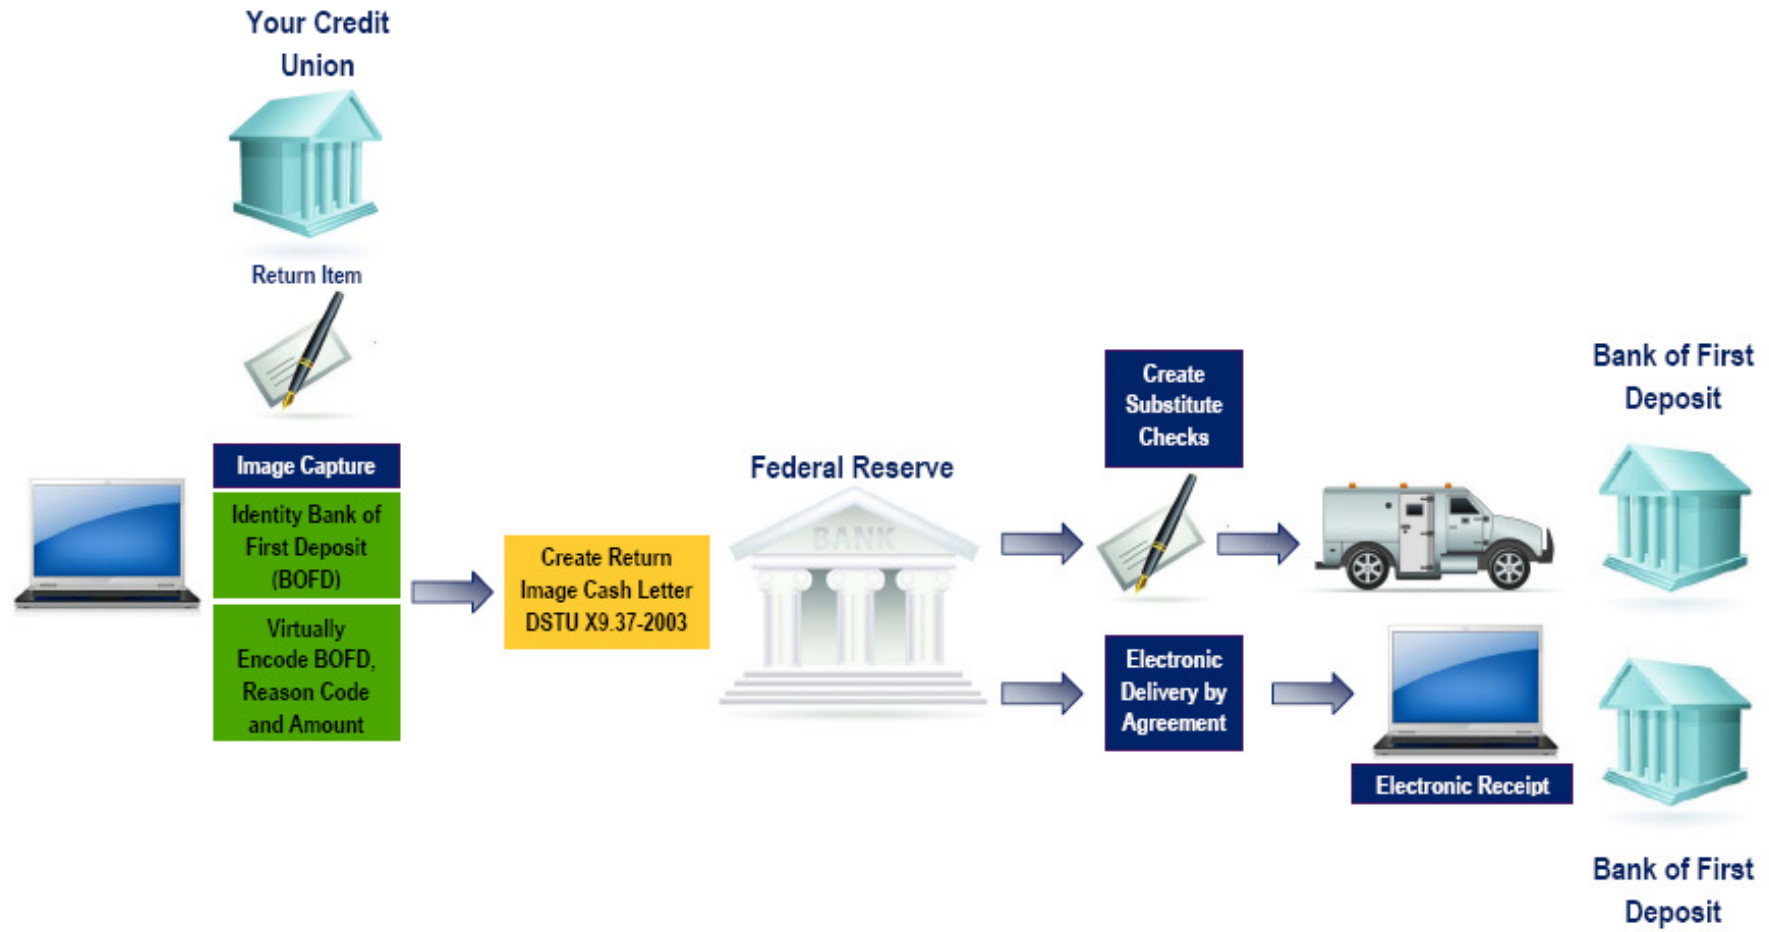 Your Credit
Union
Return Item
Image Capture
Identity Bank of
First Deposit
(BOFD)
Virtually
Encode BOFD,
Reason Code
and Amount
Create Return
Image Cash Letter
DSTU X9.37-2003
Federal Reserve
BANK
Create
Substitute
Checks
Electronic
Delivery by
Agreement
Electronic Receipt
Bank of First
Deposit
Bank of First
Deposit